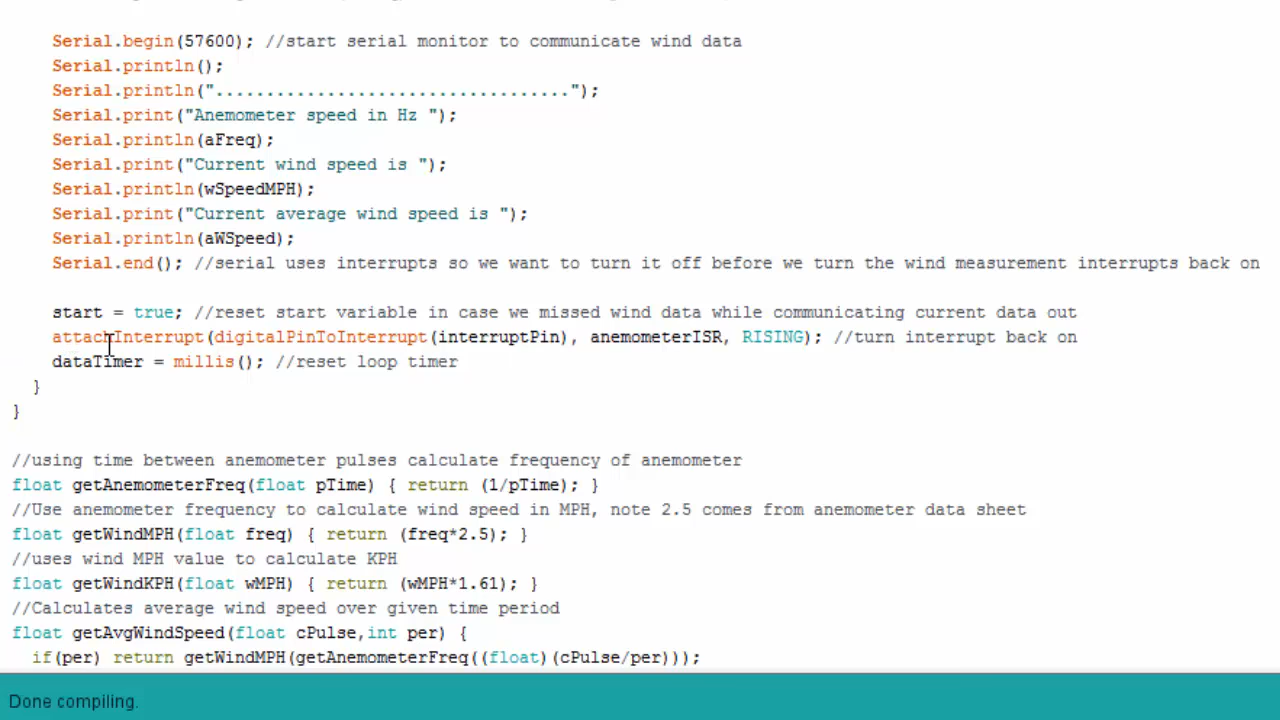 Serial.begin(57600); //start serial monitor to communicate wind data
Serial.println();
Serial.println("...................................");
Serial.print("Anemometer speed in Hz ");
Serial.println(aFreq);
Serial.print("Current wind speed is ");
Serial.println(wSpeedMPH);
Serial.print("Current average wind speed is ");
Serial.println(aWSpeed);
Serial.end(); //serial uses interrupts so we want to turn it off before we turn the wind measurement interrupts back on
start = true; //reset start variable in case we missed wind data while communicating current data out
attachInterrupt(digitalPinToInterrupt(interruptPin), anemometerISR, RISING); //turn interrupt back on
dataTimer = millis(); //reset loop timer
}
}
//using time between anemometer pulses calculate frequency of anemometer
float getAnemometerFreq(float pTime) { return (1/pTime); }
//Use anemometer frequency to calculate wind speed in MPH, note 2.5 comes from anemometer data sheet
float getWindMPH(float freq) { return (freq*2.5); }
//uses wind MPH value to calculate KPH
float getWindKPH(float wMPH) { return (wMPH*1.61); }
//Calculates average wind speed over given time period
float getAvgWindSpeed(float cPulse,int per) {
if(per) return getWindMPH(getAnemometerFreq((float)(cPulse/per)));
Done compiling.